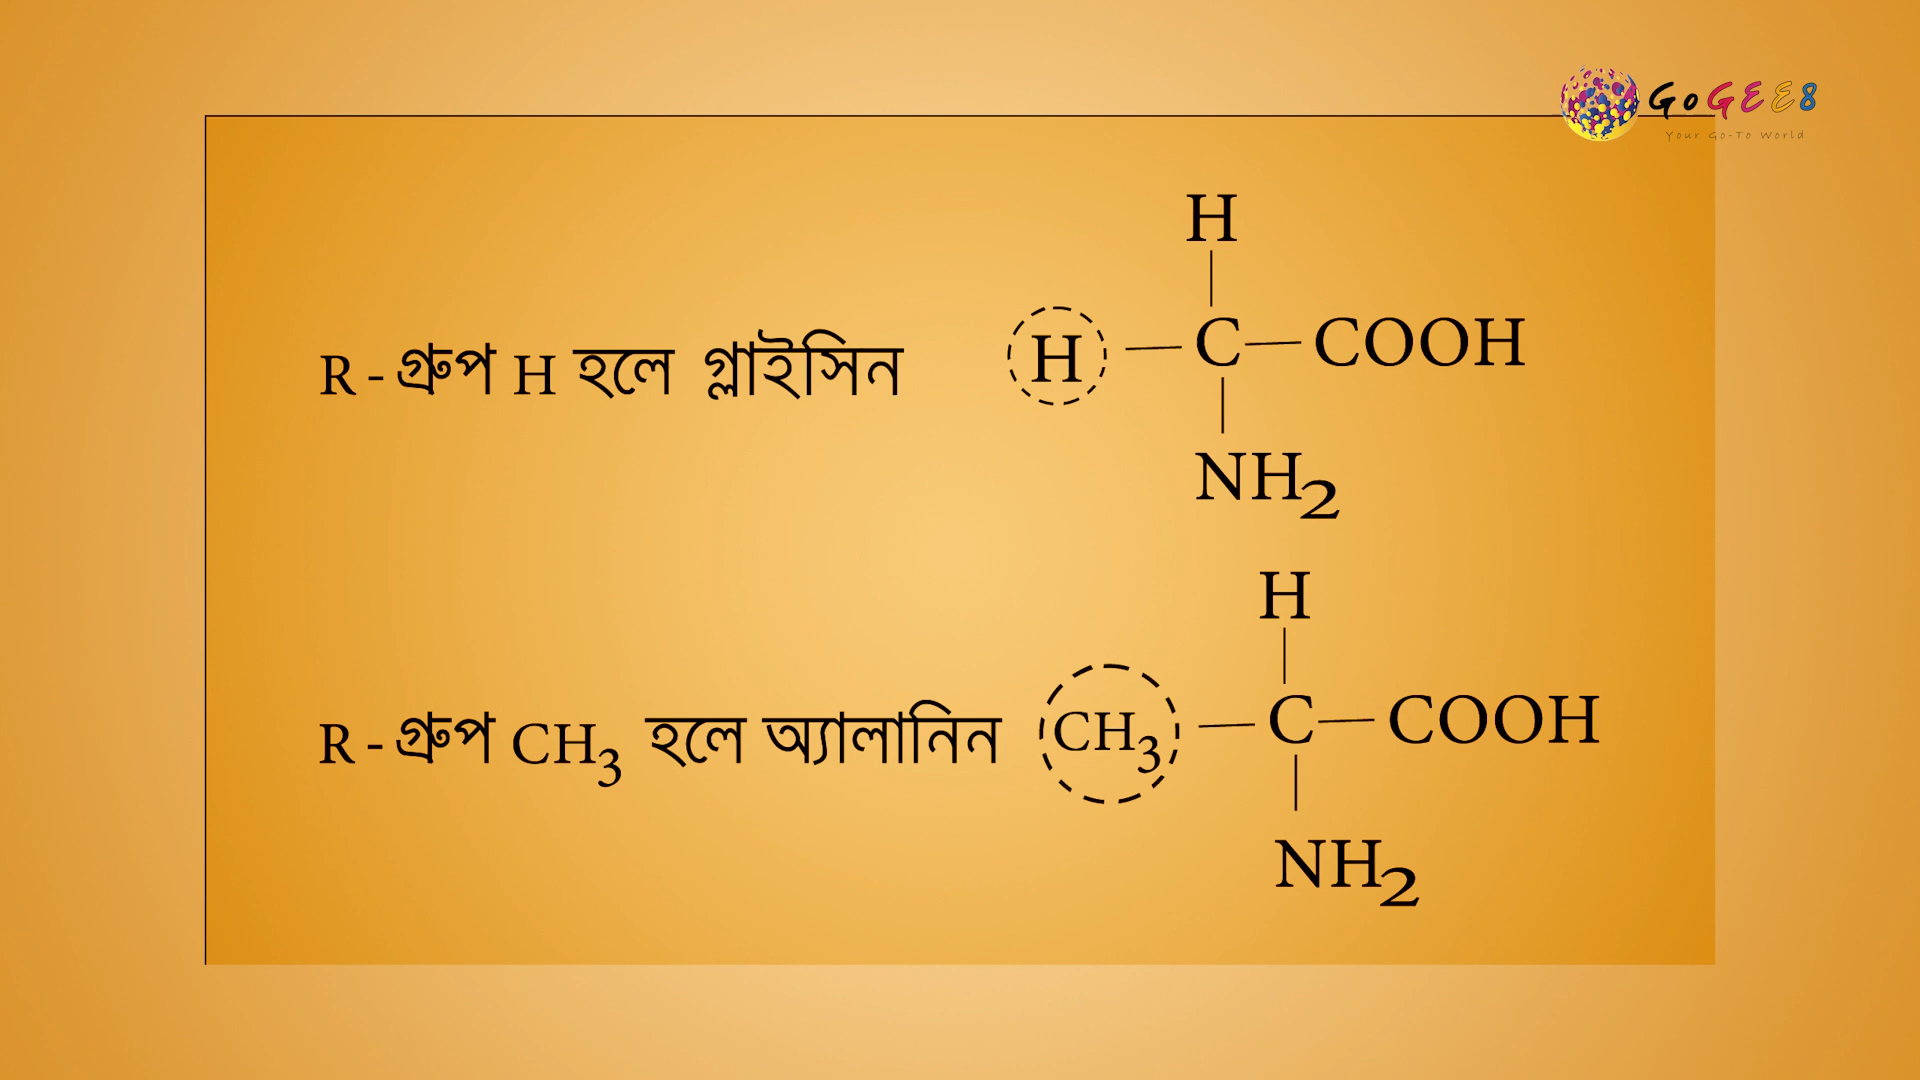 GoGEE8
Your Go-To World
H
R - গ্রুপ H হলে গ্লাইসিন H — C — COOH
NH2
H
R - গ্রুপ CH3 হলে অ্যালানিন CH3 — C — COOH
NH2